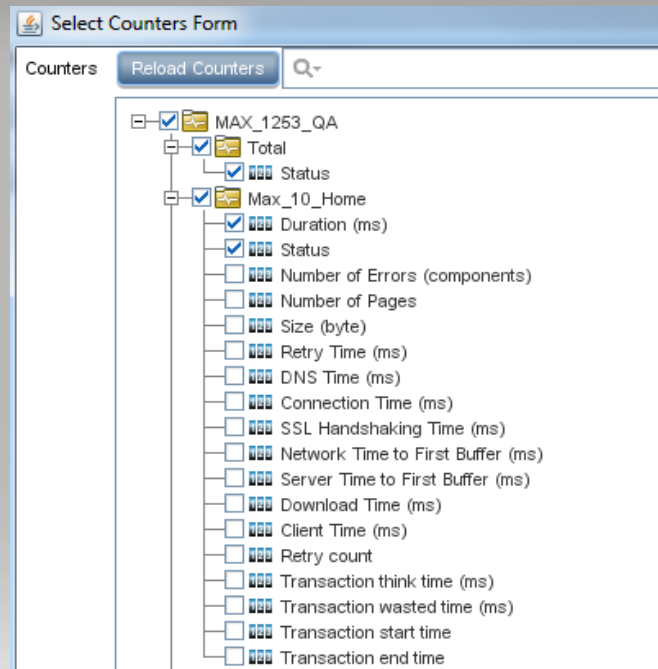 Select Counters Form
Counters Reload Counters
MAX_1253_QA
Total
Status
Max_10_Home
Duration (ms)
Status
Number of Errors (components)
Number of Pages
Size (byte)
Retry Time (ms)
DNS Time (ms)
Connection Time (ms)
SSL Handshaking Time (ms)
Network Time to First Buffer (ms)
Server Time to First Buffer (ms)
Download Time (ms)
Client Time (ms)
Retry count
Transaction think time (ms)
Transaction wasted time (ms)
Transaction start time
Transaction end time